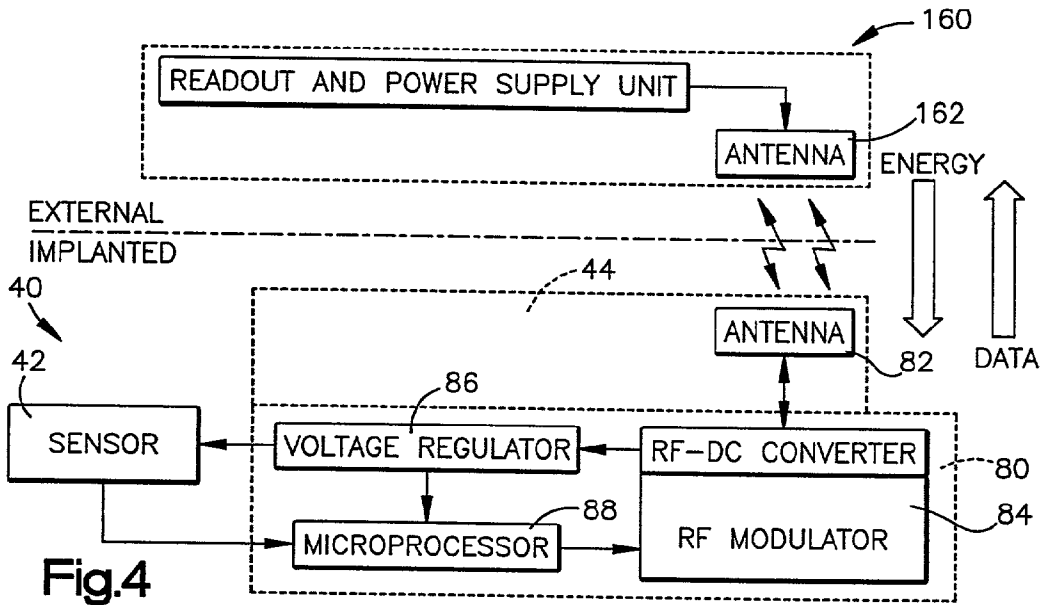 160
READOUT AND POWER SUPPLY UNIT
162
ANTENNA
ENERGY
EXTERNAL
IMPLANTED
44
40
ANTENNA
82
DATA
42
86
SENSOR
VOLTAGE REGULATOR
RF-DC CONVERTER
80
88
84
MICROPROCESSOR
RF MODULATOR
Fig.4